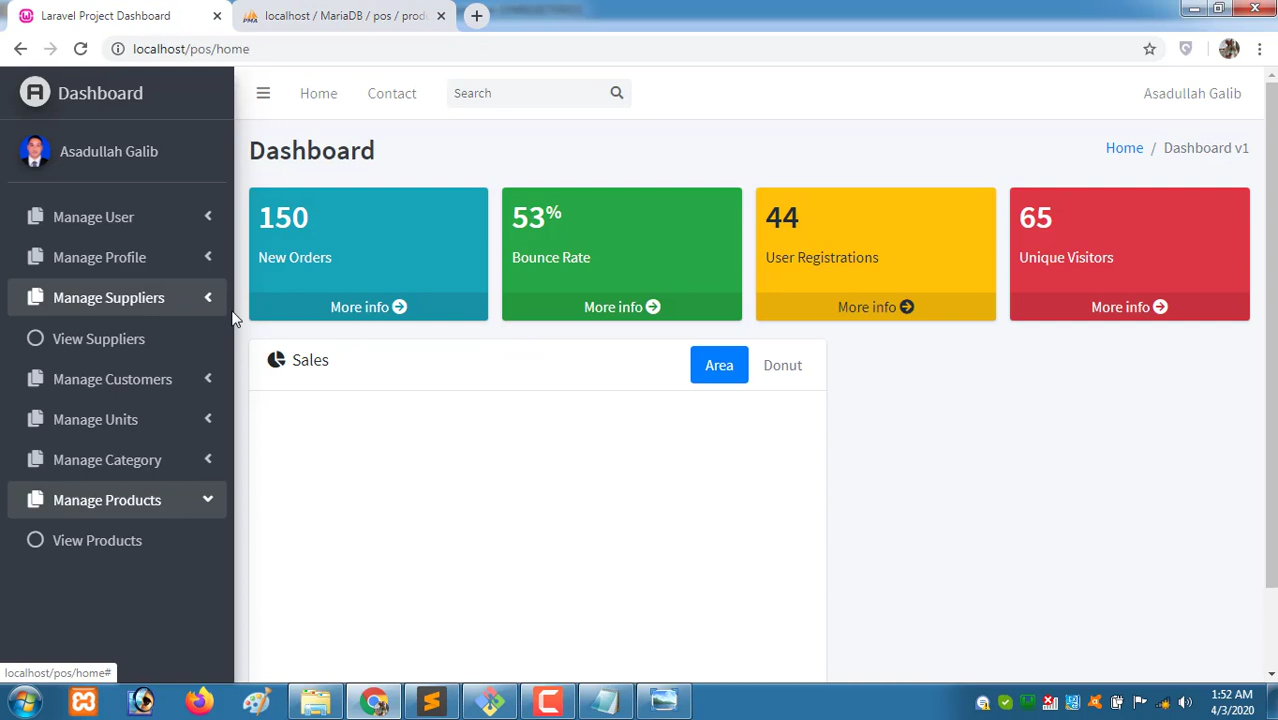 Laravel Project Dashboard
localhost / MariaDB / pos / prod
localhost/pos/home
Dashboard
Home
Contact
Search
Asadullah Galib
Asadullah Galib
Dashboard
Home / Dashboard v1
Manage User
Manage Profile
Manage Suppliers
View Suppliers
Manage Customers
Manage Units
Manage Category
Manage Products
View Products
150
New Orders
More info
53%
Bounce Rate
More info
44
User Registrations
More info
65
Unique Visitors
More info
Sales
Area
Donut
localhost/pos/home#
1:52 AM
4/3/2020